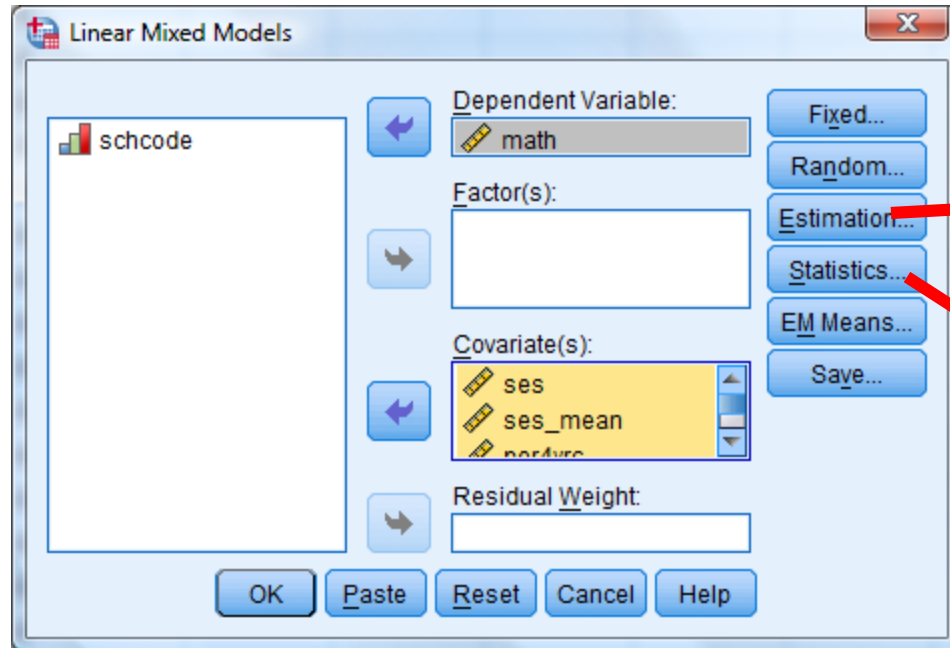 Linear Mixed Models
schcode
Dependent Variable:
math
Factor(s):
Covariate(s):
ses
ses_mean
Residual Weight:
Fixed...
Random...
Estimation...
Statistics...
EM Means...
Save...
OK Paste Reset Cancel Help